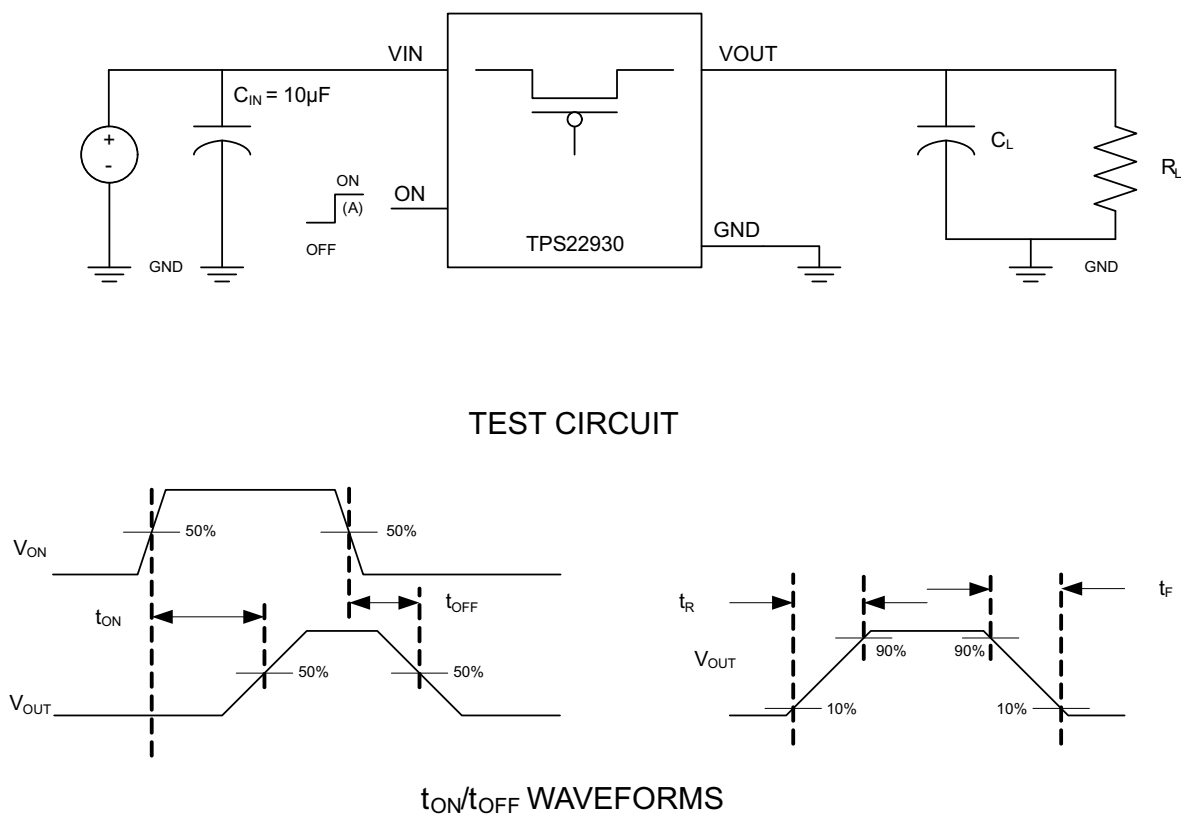 VIN
VOUT
C_IN = 10µF
+
-
ON
(A)
OFF
ON
GND
TPS22930
C_L
R_L
GND
GND
TEST CIRCUIT
V_ON
50%
50%
t_ON
t_OFF
V_OUT
50%
50%
t_R
t_F
V_OUT
90%
90%
10%
10%
t_ON/t_OFF WAVEFORMS